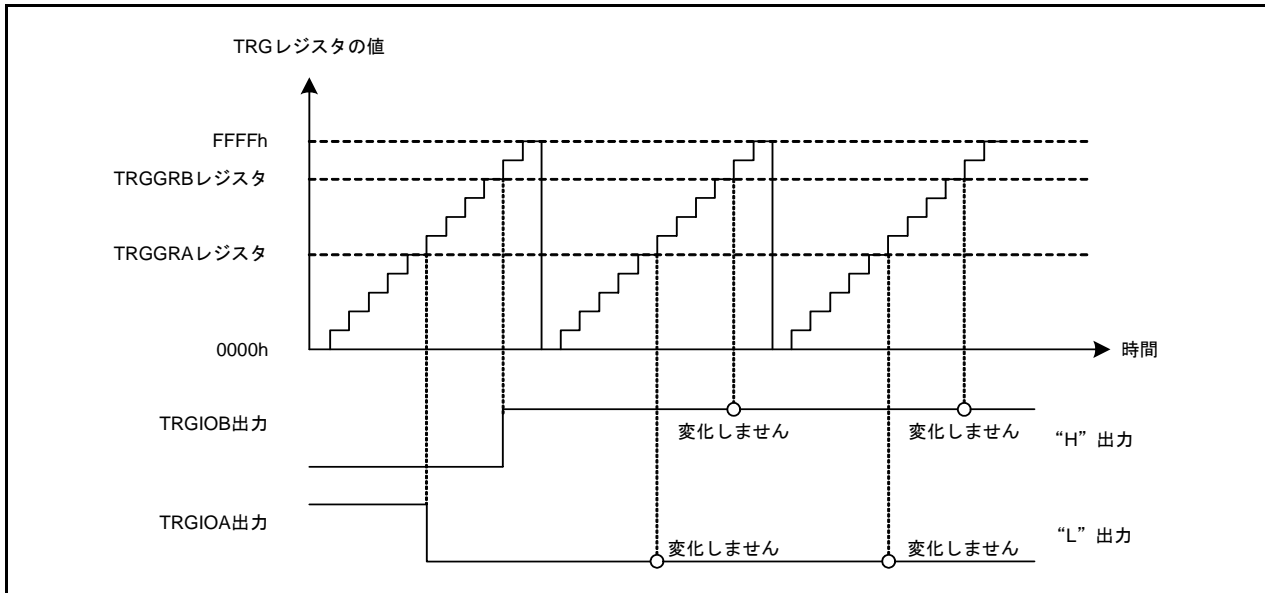 TRGレジスタの値
FFFFh
TRGGRBレジスタ
TRGGRAレジスタ
0000h
時間
TRGIOB出力
変化しません
変化しません
“H”出力
TRGIOA出力
変化しません
変化しません
“L”出力